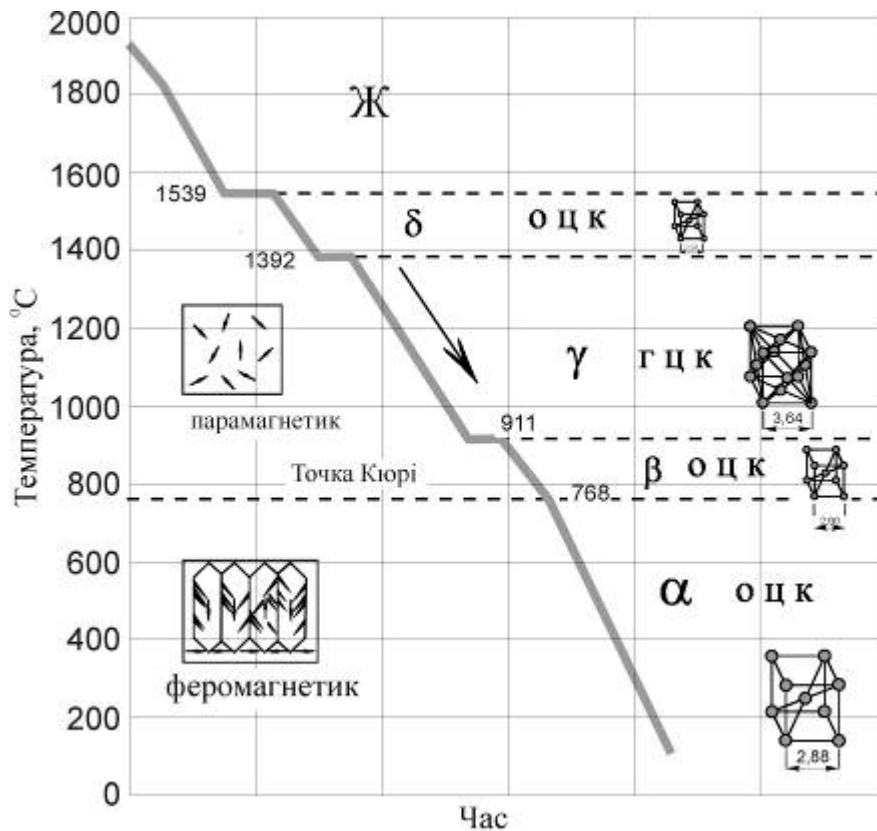 2000
1800
Ж
1600
1539
δ о ц к
1400
1392
1200
γ г ц к
парамагнетик
3,64
1000
911
Точка Кюрі
β о ц к
800
768
600
α о ц к
400
феромагнетик
200
2,88
0
Температура, °С
Час